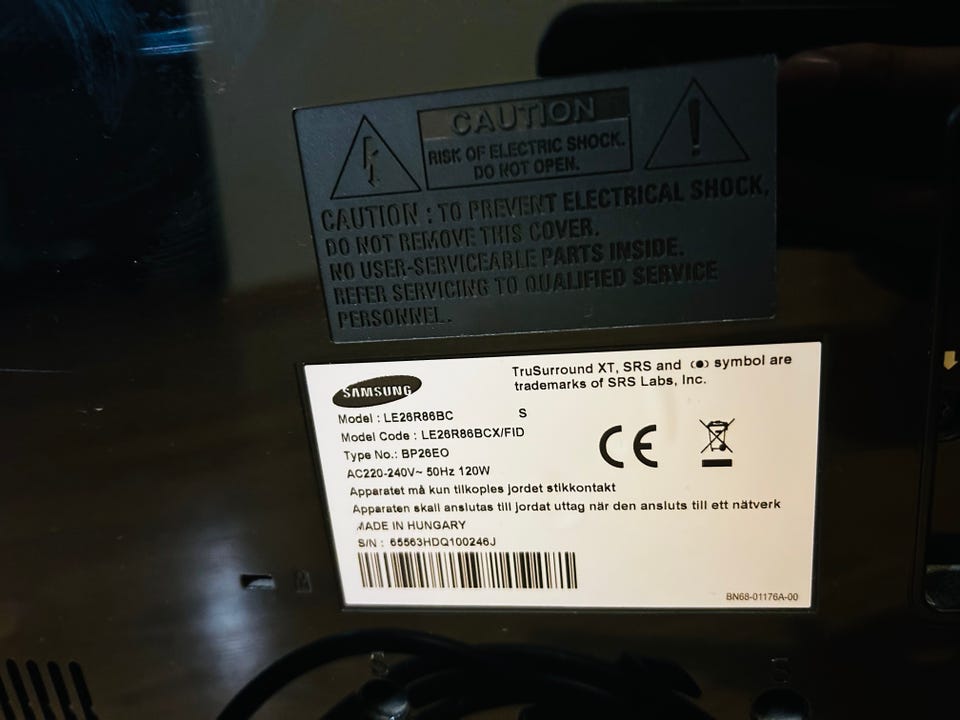 CAUTION
RISK OF ELECTRIC SHOCK.
DO NOT OPEN.
CAUTION : TO PREVENT ELECTRICAL SHOCK,
DO NOT REMOVE THIS COVER.
NO USER-SERVICEABLE PARTS INSIDE.
REFER SERVICING TO QUALIFIED SERVICE
PERSONNEL.
SAMSUNG
TruSurround XT, SRS and (●) symbol are
trademarks of SRS Labs, Inc.
Model : LE26R86BC S
Model Code : LE26R86BCX/FID
Type No.: BP26EO
AC220-240V~ 50Hz 120W
CE
Apparatet må kun tilkoples jordet stikkontakt
Apparaten skall anslutas till jordat uttag när den ansluts till ett nätverk
MADE IN HUNGARY
S/N : 65563HDQ100246J
BN68-01176A-00
S
S